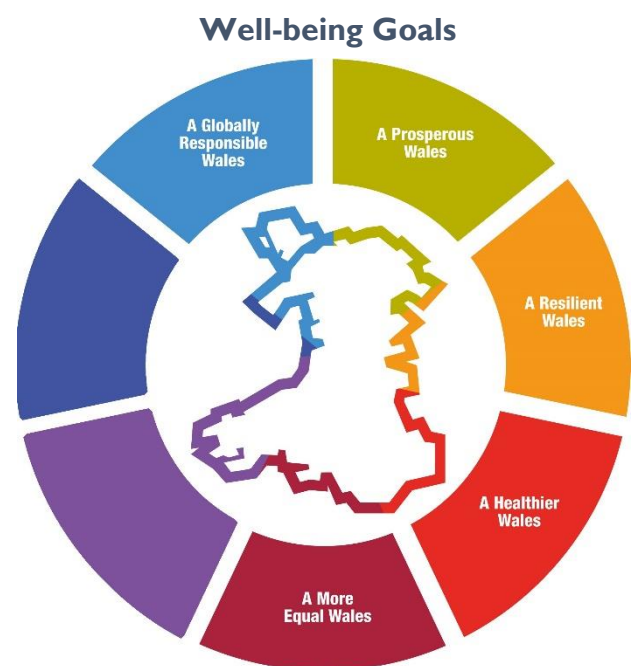 Well-being Goals
A Globally
Responsible
Wales
A Prosperous
Wales
A Resilient
Wales
A Healthier
Wales
A More
Equal Wales